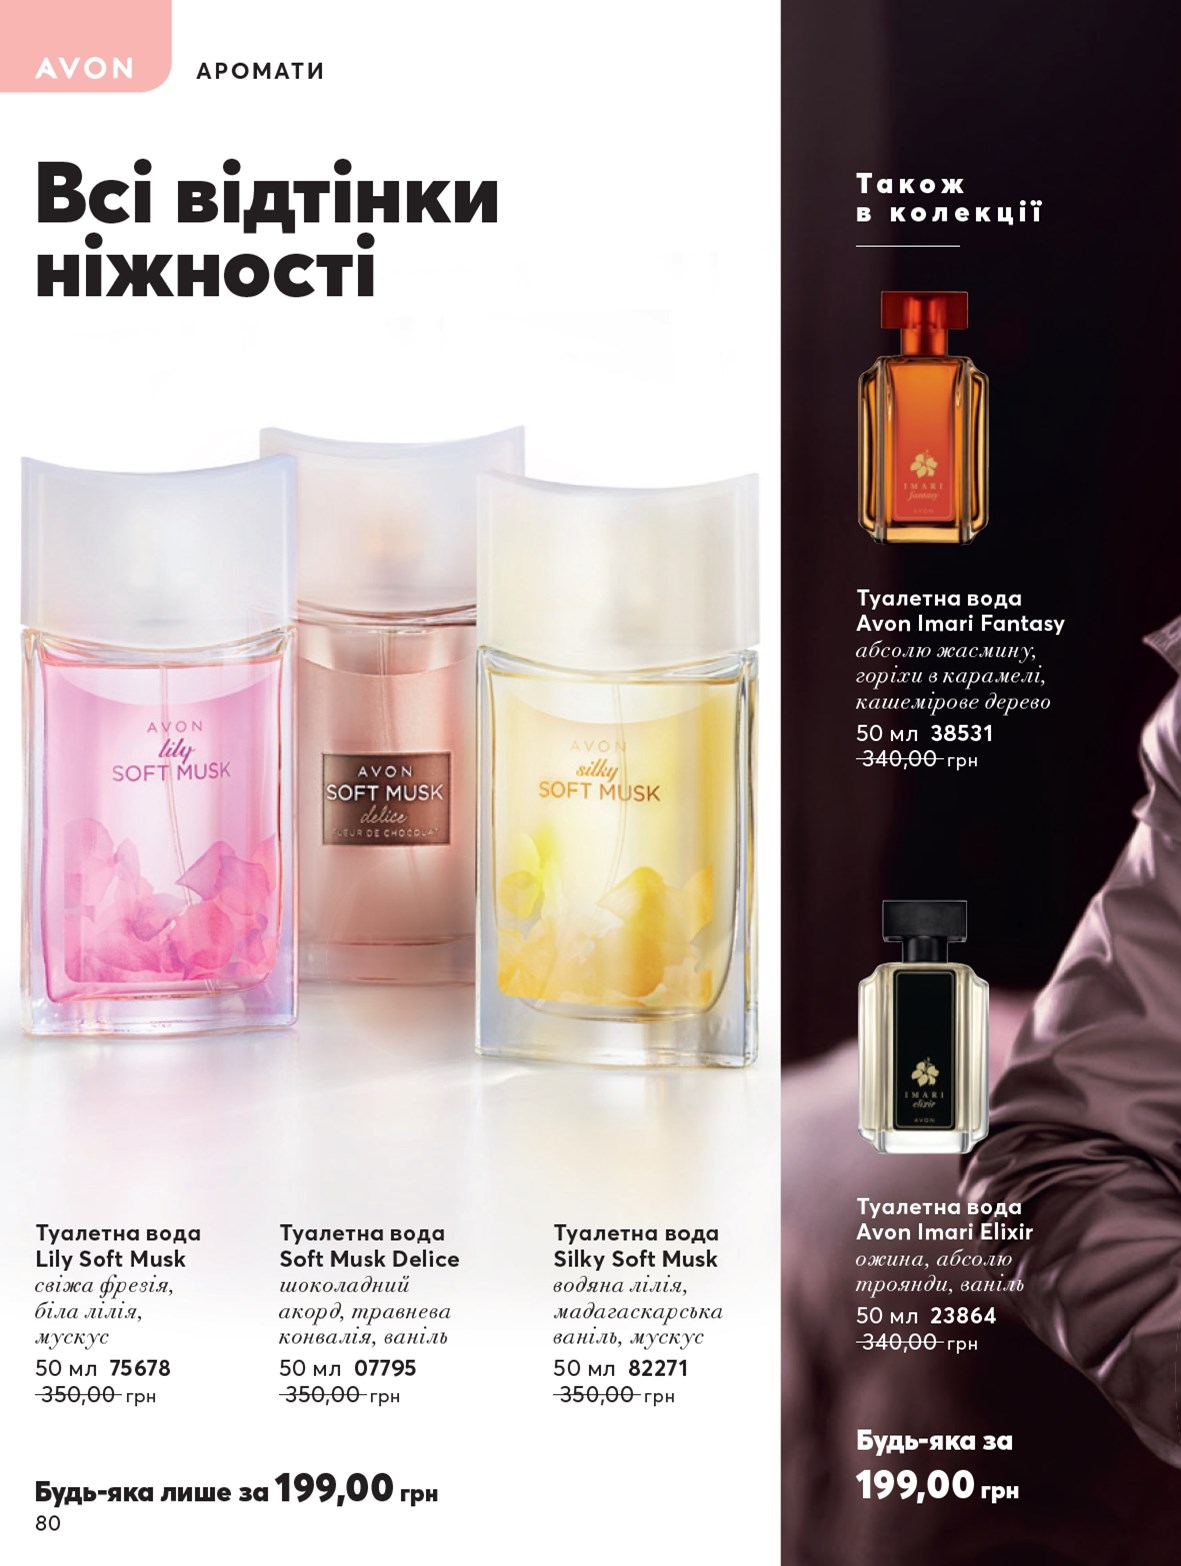 AVON
АРОМАТИ
Всі відтінки
ніжності
AVON
lily
SOFT MUSK
AVON
SOFT MUSK
delice
FLEUR DE CHOCOLAT
AVON
silky
SOFT MUSK
Туалетна вода
Lily Soft Musk
свіжа фрезія,
біла лілія,
мускус
50 мл 75678
350,00 грн
Туалетна вода
Soft Musk Delice
шоколадний
акорд, травнева
конвалія, ваніль
50 мл 07795
350,00 грн
Туалетна вода
Silky Soft Musk
водяна лілія,
мадагаскарська
ваніль, мускус
50 мл 82271
350,00 грн
Будь-яка лише за 199,00 грн
80
Також
в колекції
IMARI
fantasy
AVON
Туалетна вода
Avon Imari Fantasy
абсолю жасмину,
горіхи в карамелі,
кашемірове дерево
50 мл 38531
340,00 грн
IMARI
elixir
AVON
Туалетна вода
Avon Imari Elixir
ожина, абсолю
троянди, ваніль
50 мл 23864
340,00 грн
Будь-яка за
199,00 грн